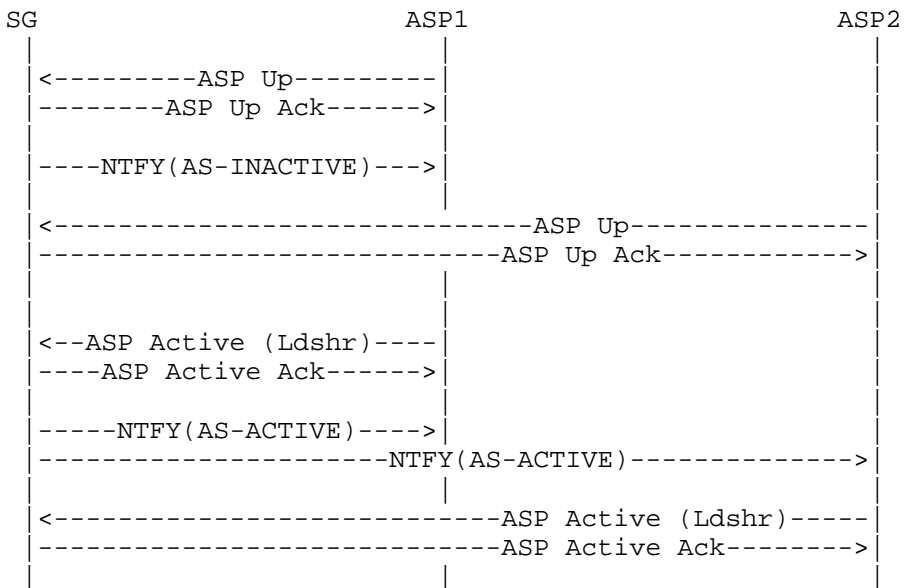 SG ASP1 ASP2
<---------ASP Up---------
--------ASP Up Ack------>
----NTFY(AS-INACTIVE)--->
<------------------------------ASP Up---------------
-----------------------------ASP Up Ack------------>
<--ASP Active (Ldshr)----
----ASP Active Ack------>
-----NTFY(AS-ACTIVE)---->
----------------------NTFY(AS-ACTIVE)-------------->
<----------------------------ASP Active (Ldshr)-----
-----------------------------ASP Active Ack-------->